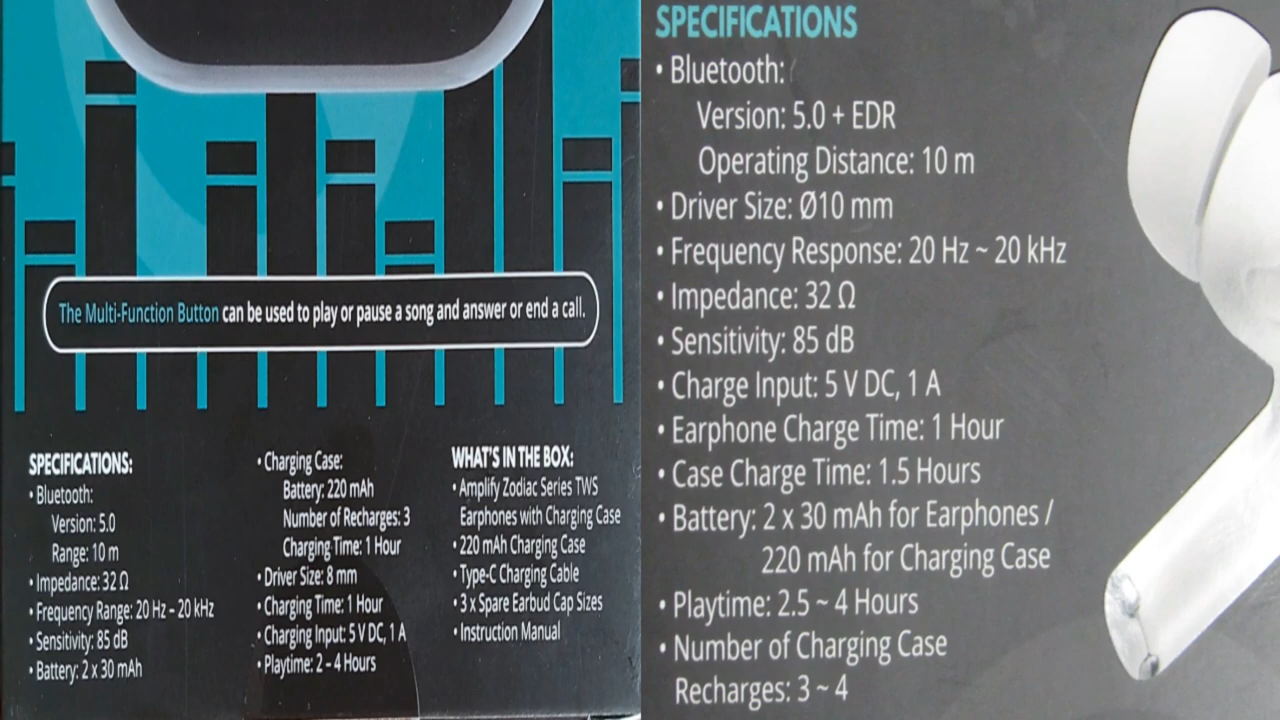 The Multi-Function Button can be used to play or pause a song and answer or end a call.
SPECIFICATIONS:
• Bluetooth:
Version: 5.0
Range: 10 m
• Impedance: 32 Ω
• Frequency Range: 20 Hz – 20 kHz
• Sensitivity: 85 dB
• Battery: 2 x 30 mAh
• Charging Case:
Battery: 220 mAh
Number of Recharges: 3
Charging Time: 1 Hour
• Driver Size: 8 mm
• Charging Time: 1 Hour
• Charging Input: 5 V DC, 1 A
• Playtime: 2 – 4 Hours
WHAT'S IN THE BOX:
• Amplify Zodiac Series TWS
Earphones with Charging Case
• 220 mAh Charging Case
• Type-C Charging Cable
• 3 x Spare Earbud Cap Sizes
• Instruction Manual
SPECIFICATIONS
• Bluetooth:
Version: 5.0 + EDR
Operating Distance: 10 m
• Driver Size: Ø10 mm
• Frequency Response: 20 Hz ~ 20 kHz
• Impedance: 32 Ω
• Sensitivity: 85 dB
• Charge Input: 5 V DC, 1 A
• Earphone Charge Time: 1 Hour
• Case Charge Time: 1.5 Hours
• Battery: 2 x 30 mAh for Earphones /
220 mAh for Charging Case
• Playtime: 2.5 ~ 4 Hours
• Number of Charging Case
Recharges: 3 ~ 4